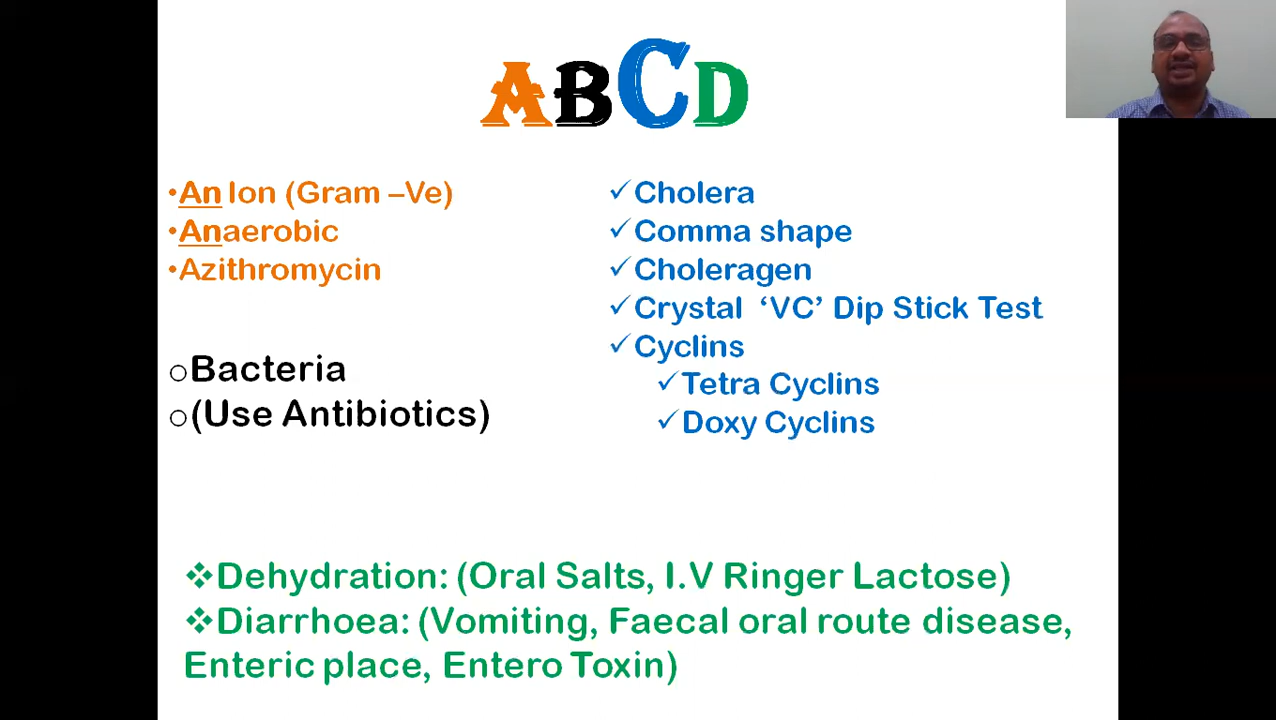 ABCD
•An Ion (Gram –Ve)
•Anaerobic
•Azithromycin
oBacteria
o(Use Antibiotics)
✓Cholera
✓Comma shape
✓Choleragen
✓Crystal ‘VC’ Dip Stick Test
✓Cyclins
✓Tetra Cyclins
✓Doxy Cyclins
❖Dehydration: (Oral Salts, I.V Ringer Lactose)
❖Diarrhoea: (Vomiting, Faecal oral route disease,
Enteric place, Entero Toxin)